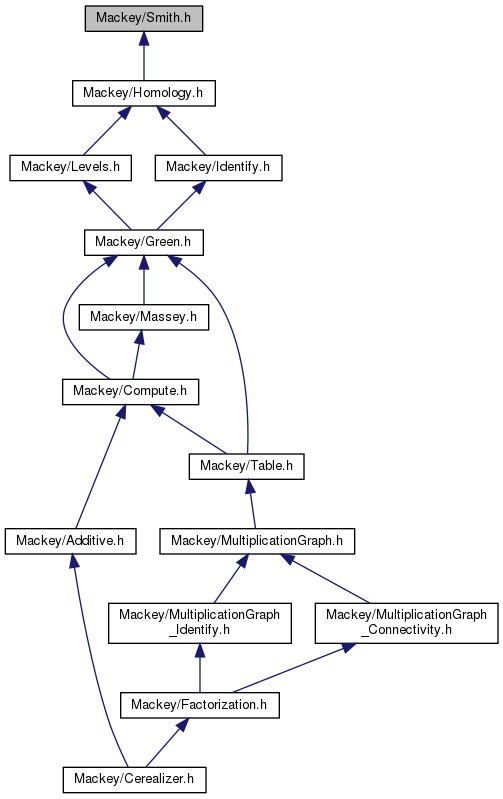 Mackey/Smith.h
Mackey/Homology.h
Mackey/Levels.h
Mackey/Identify.h
Mackey/Green.h
Mackey/Massey.h
Mackey/Compute.h
Mackey/Table.h
Mackey/Additive.h
Mackey/MultiplicationGraph.h
Mackey/MultiplicationGraph
_Identify.h
Mackey/MultiplicationGraph
_Connectivity.h
Mackey/Factorization.h
Mackey/Cerealizer.h